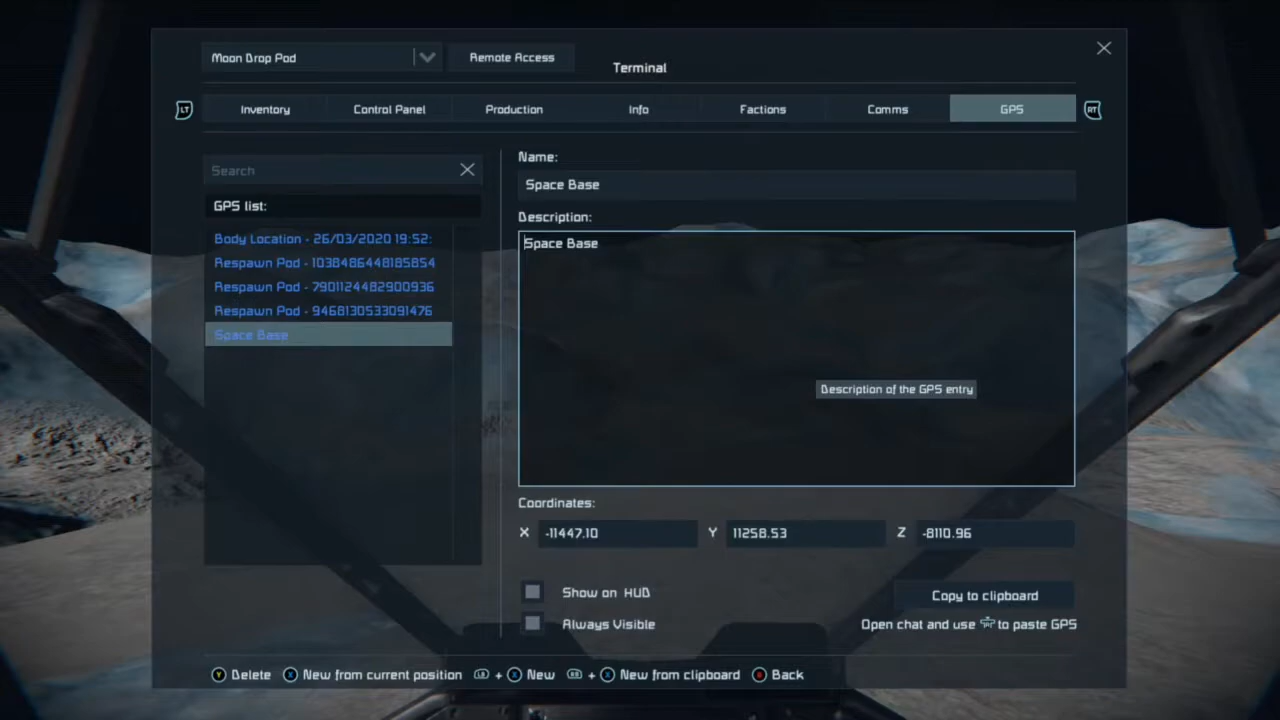 Moon Drop Pod
Remote Access
Terminal
LT
Inventory
Control Panel
Production
Info
Factions
Comms
GPS
RT
Search
GPS list:
Body Location - 26/03/2020 19:52:
Respawn Pod - 1038486448185854
Respawn Pod - 7901124482900936
Respawn Pod - 9468130533091476
Space Base
Name:
Space Base
Description:
Space Base
Description of the GPS entry
Coordinates:
X -11447.10 Y 11258.53 Z -8110.96
Show on HUD
Always Visible
Copy to clipboard
Open chat and use to paste GPS
Y Delete X New from current position LB + X New RB + X New from clipboard B Back